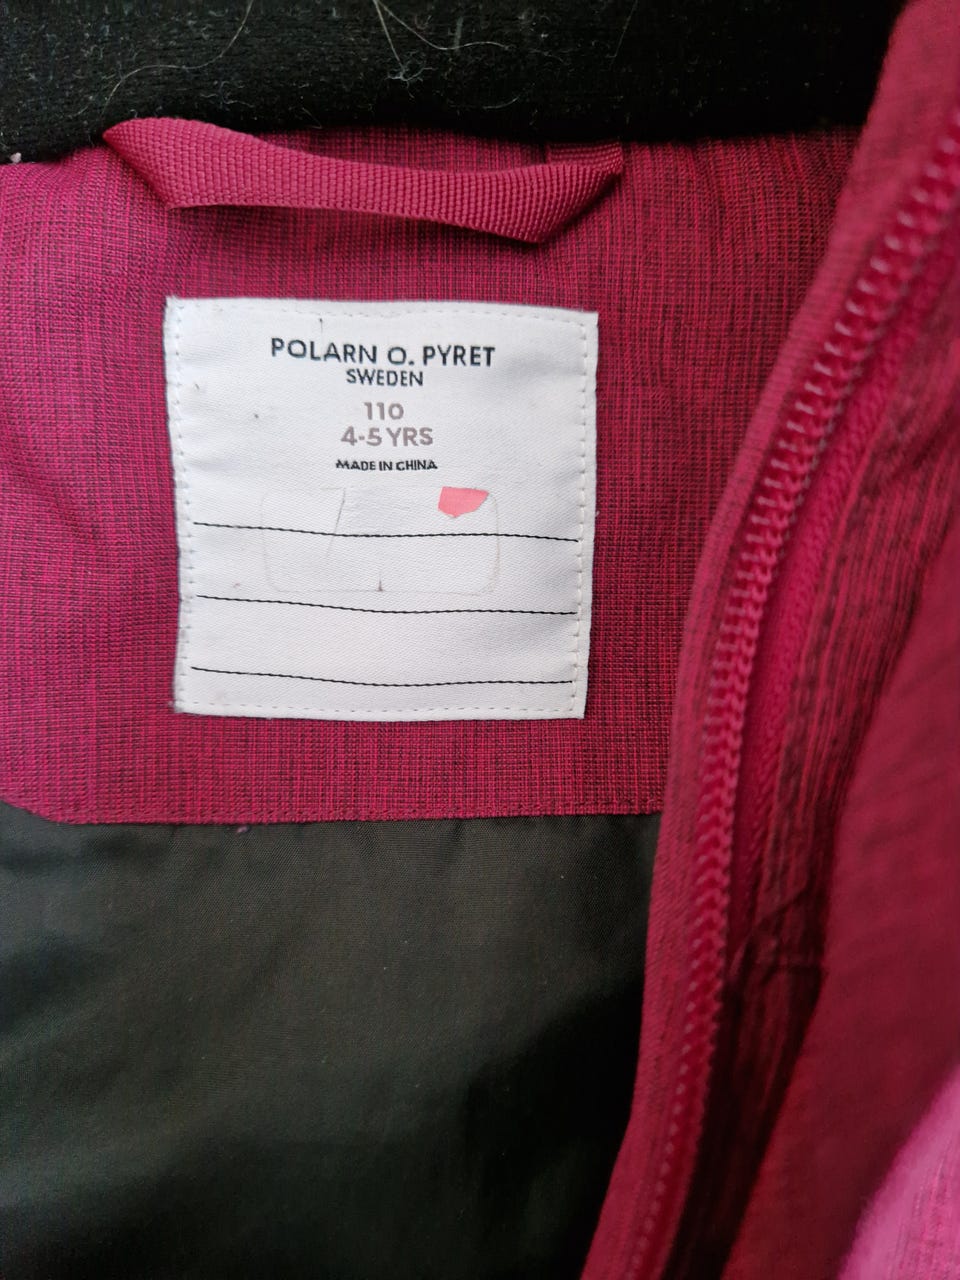 POLARN O. PYRET
SWEDEN
110
4-5 YRS
MADE IN CHINA